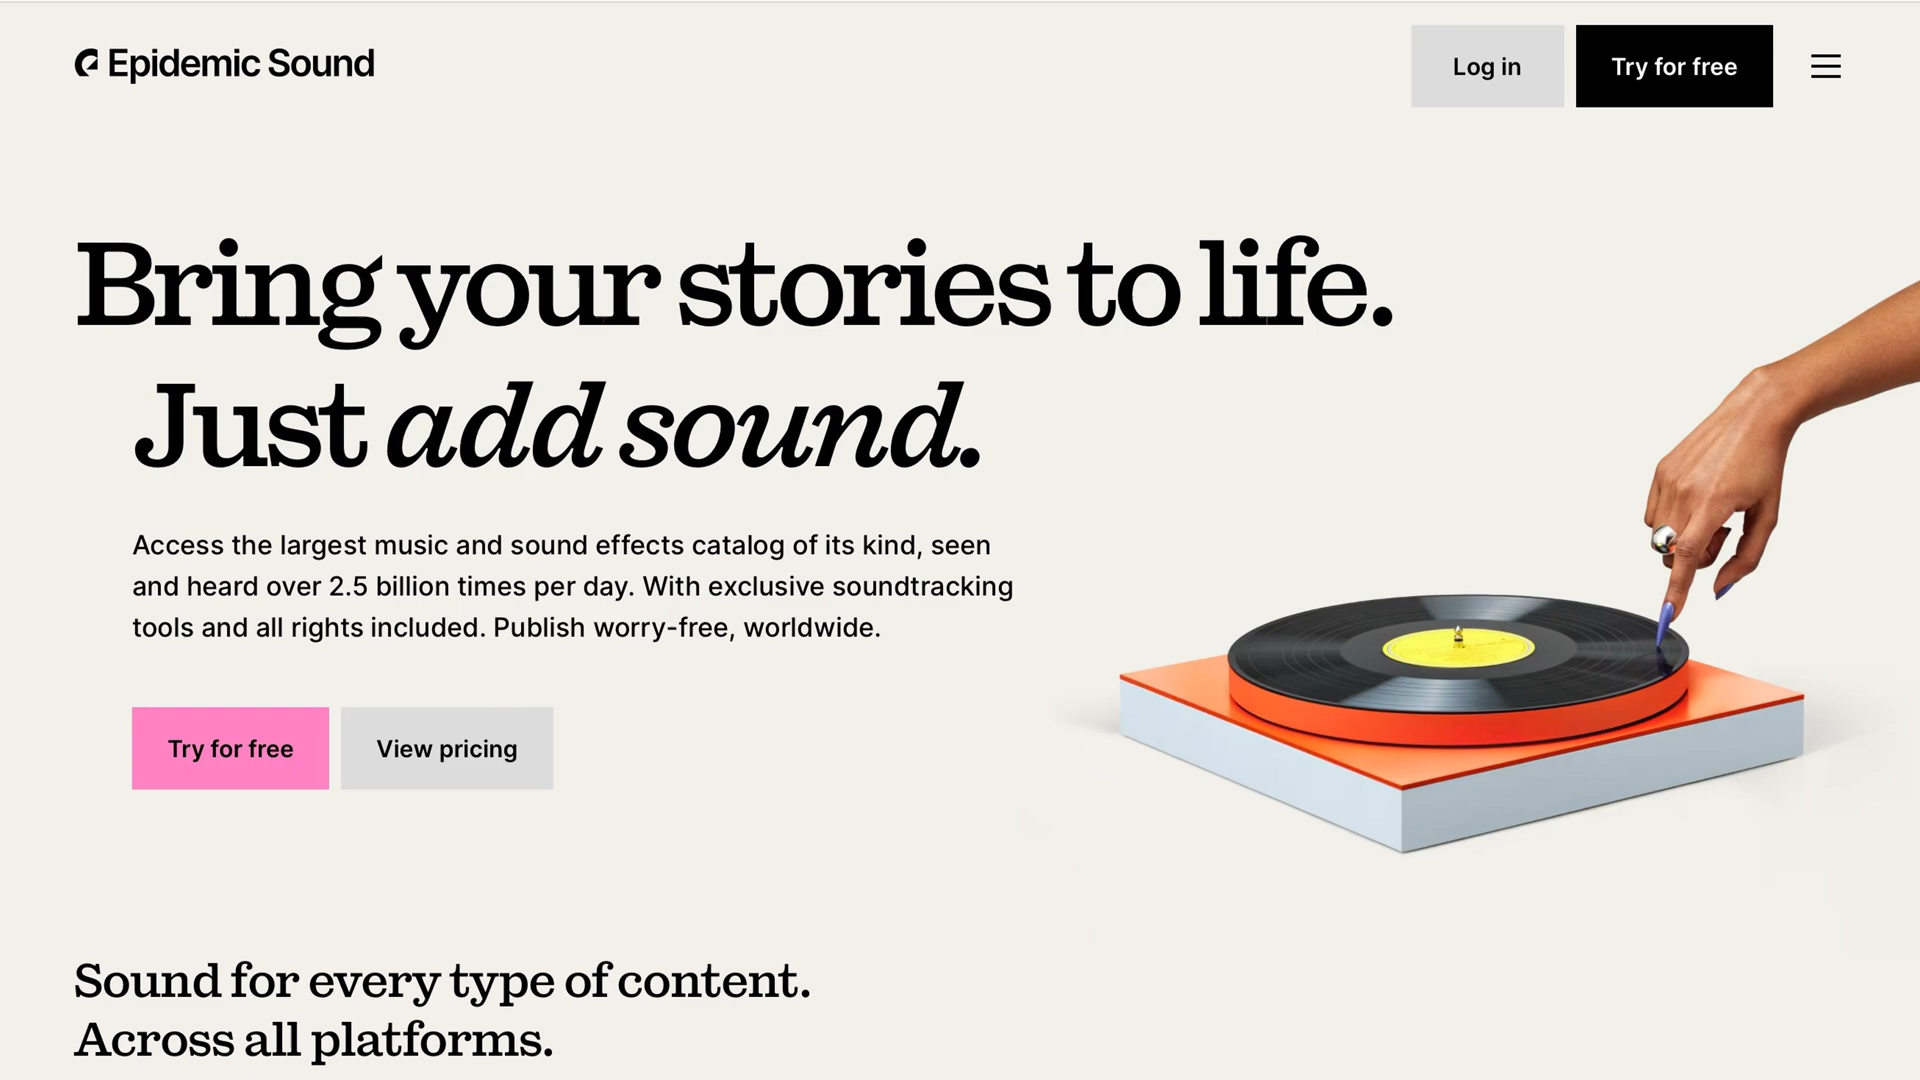 Epidemic Sound
Log in
Try for free
Bring your stories to life.
Just add sound.
Access the largest music and sound effects catalog of its kind, seen
and heard over 2.5 billion times per day. With exclusive soundtracking
tools and all rights included. Publish worry-free, worldwide.
Try for free
View pricing
Sound for every type of content.
Across all platforms.